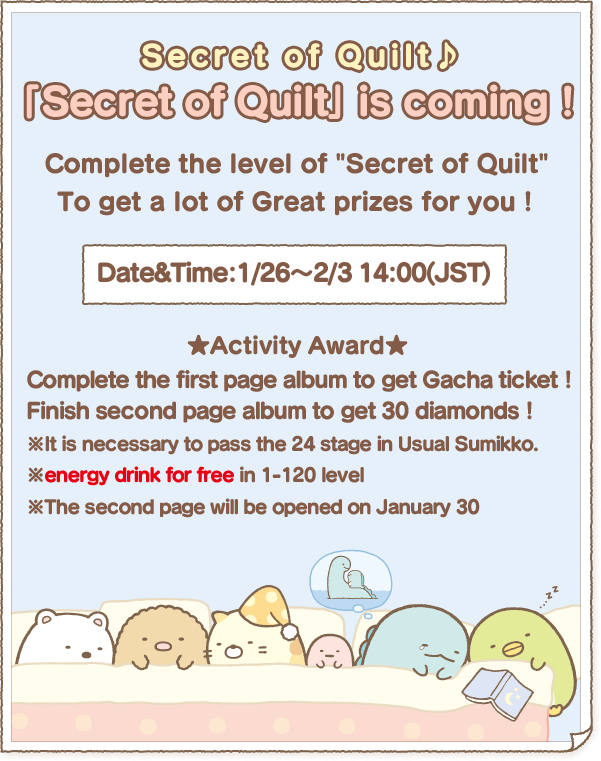 Secret of Quilt♪
「Secret of Quilt」 is coming !
Complete the level of "Secret of Quilt"
To get a lot of Great prizes for you !
Date&Time:1/26～2/3 14:00(JST)
★Activity Award★
Complete the first page album to get Gacha ticket !
Finish second page album to get 30 diamonds !
※It is necessary to pass the 24 stage in Usual Sumikko.
※energy drink for free in 1-120 level
※The second page will be opened on January 30
zzz